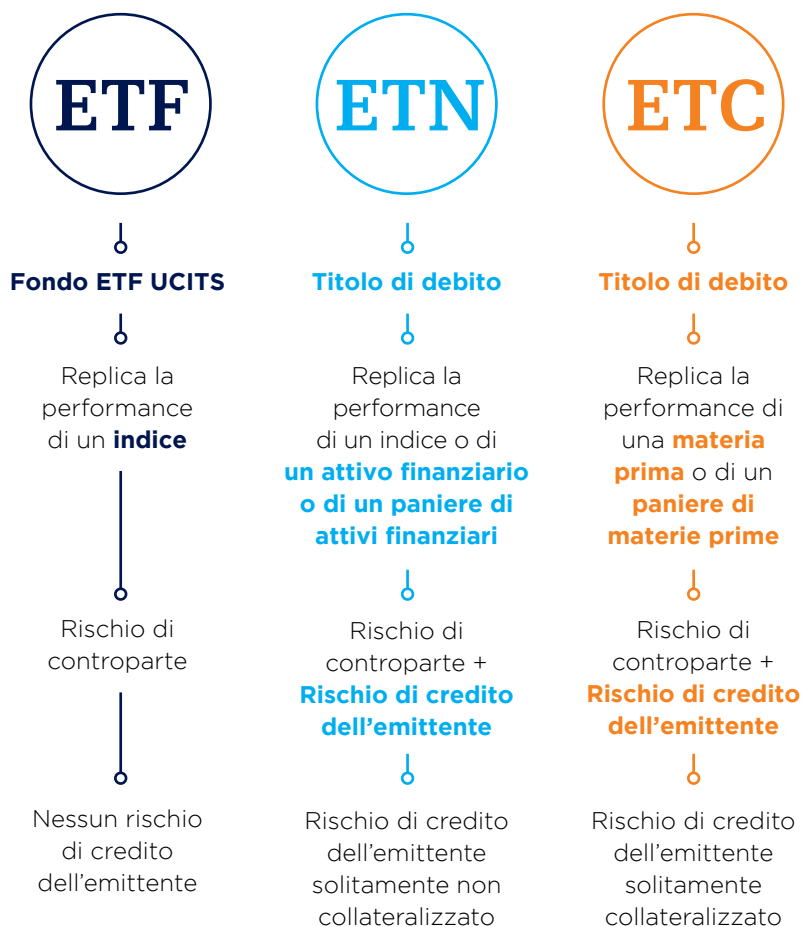 ETF
Fondo ETF UCITS
Replica la
performance
di un indice
Rischio di
controparte
Nessun rischio
di credito
dell’emittente
ETN
Titolo di debito
Replica la
performance
di un indice o di
un attivo finanziario
o di un paniere di
attivi finanziari
Rischio di
controparte +
Rischio di credito
dell’emittente
Rischio di credito
dell’emittente
solitamente non
collateralizzato
ETC
Titolo di debito
Replica la
performance di
una materia
prima o di un
paniere di
materie prime
Rischio di
controparte +
Rischio di credito
dell’emittente
Rischio di credito
dell’emittente
solitamente
collateralizzato